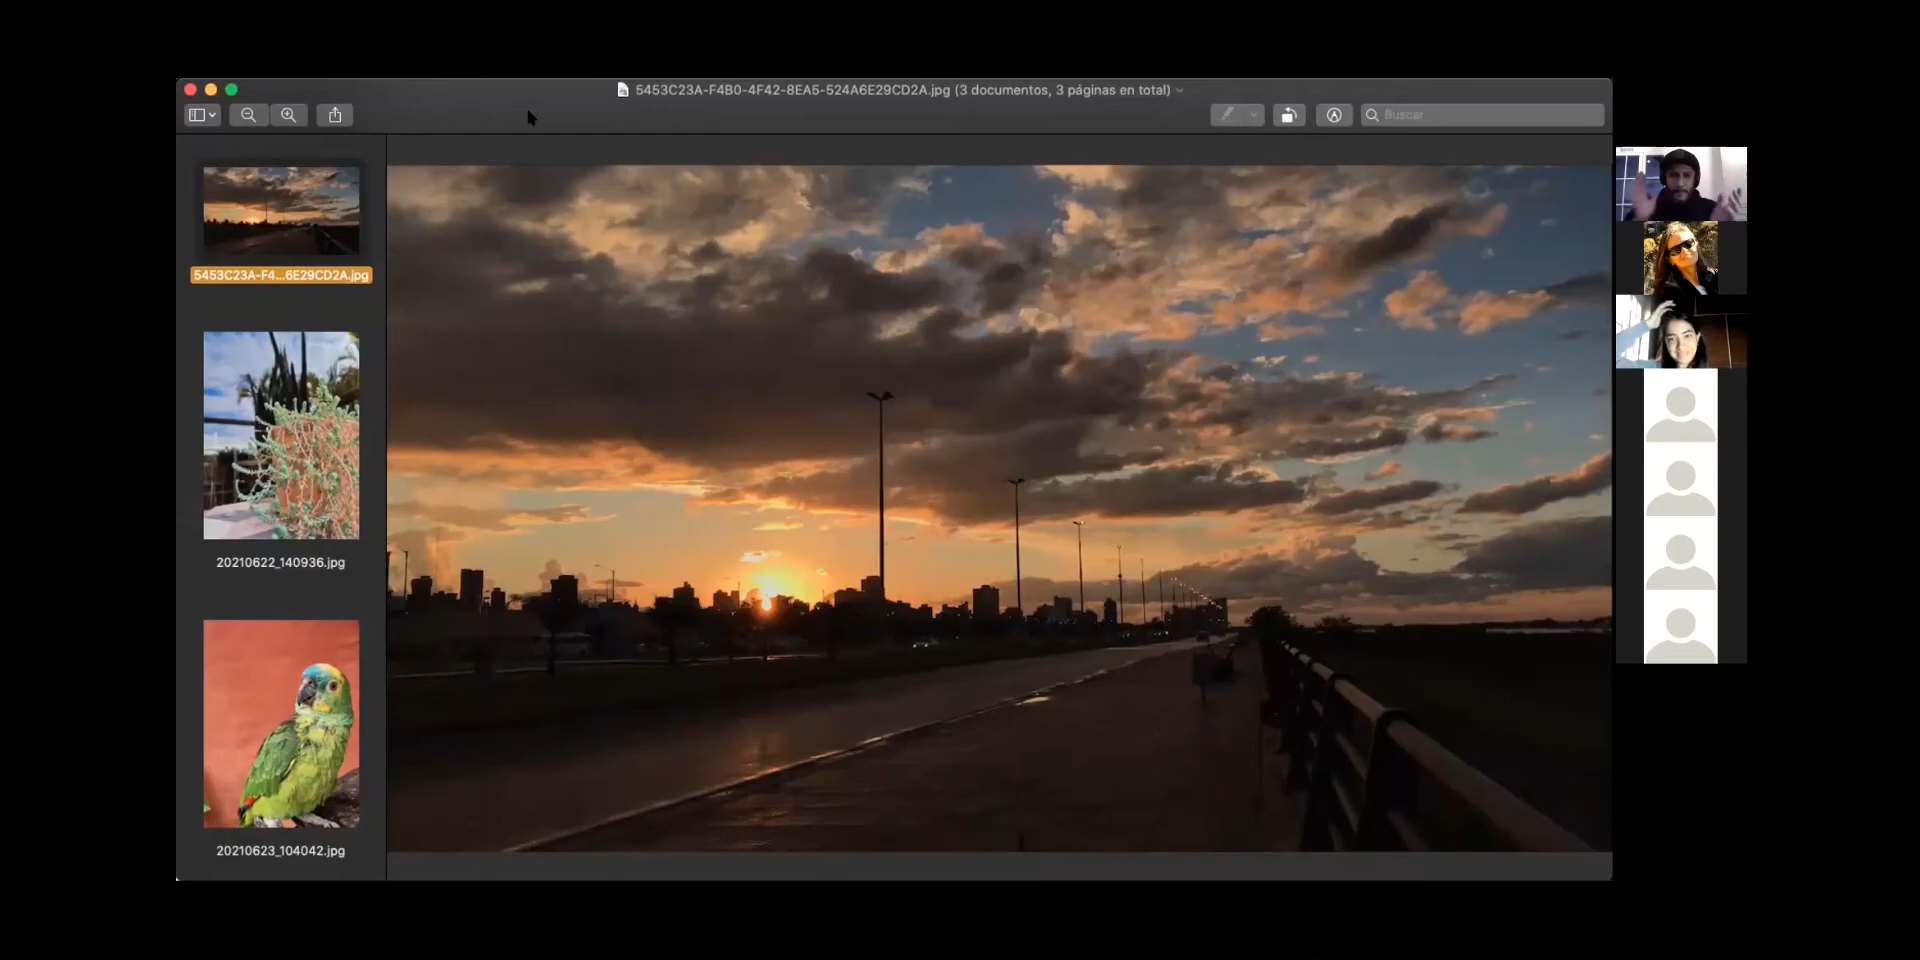 5453C23A-F4B0-4F42-8EA5-524A6E29CD2A.jpg (3 documentos, 3 páginas en total)
Buscar
5453C23A-F4...6E29CD2A.jpg
20210622_140936.jpg
20210623_104042.jpg